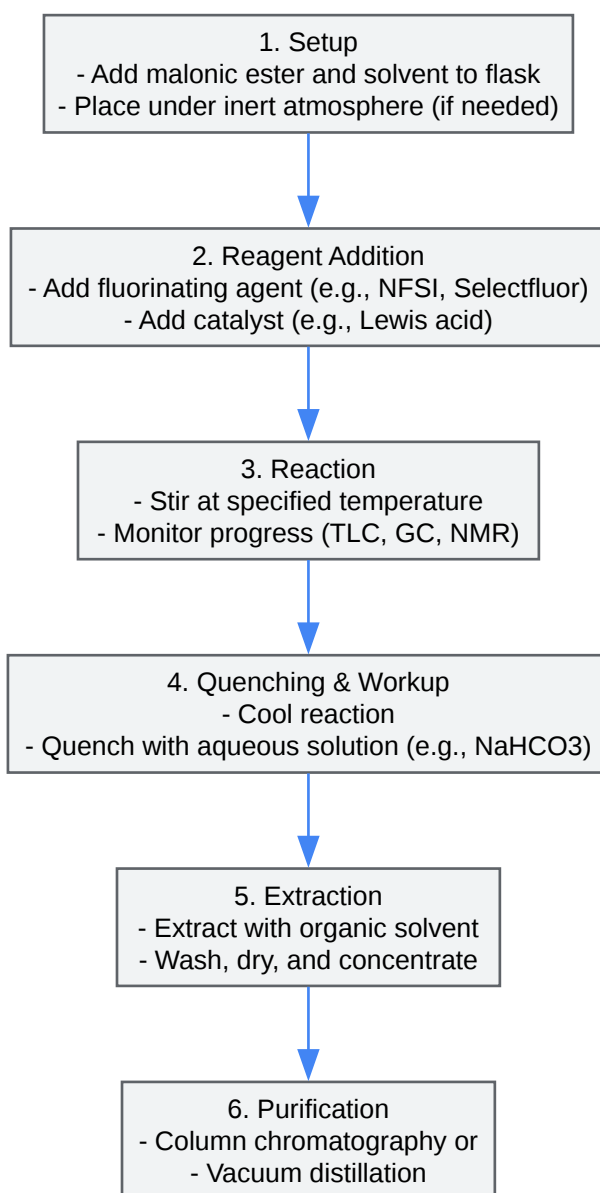 1. Setup
- Add malonic ester and solvent to flask
- Place under inert atmosphere (if needed)
2. Reagent Addition
- Add fluorinating agent (e.g., NFSI, Selectfluor)
- Add catalyst (e.g., Lewis acid)
3. Reaction
- Stir at specified temperature
- Monitor progress (TLC, GC, NMR)
4. Quenching & Workup
- Cool reaction
- Quench with aqueous solution (e.g., NaHCO3)
5. Extraction
- Extract with organic solvent
- Wash, dry, and concentrate
6. Purification
- Column chromatography or
- Vacuum distillation